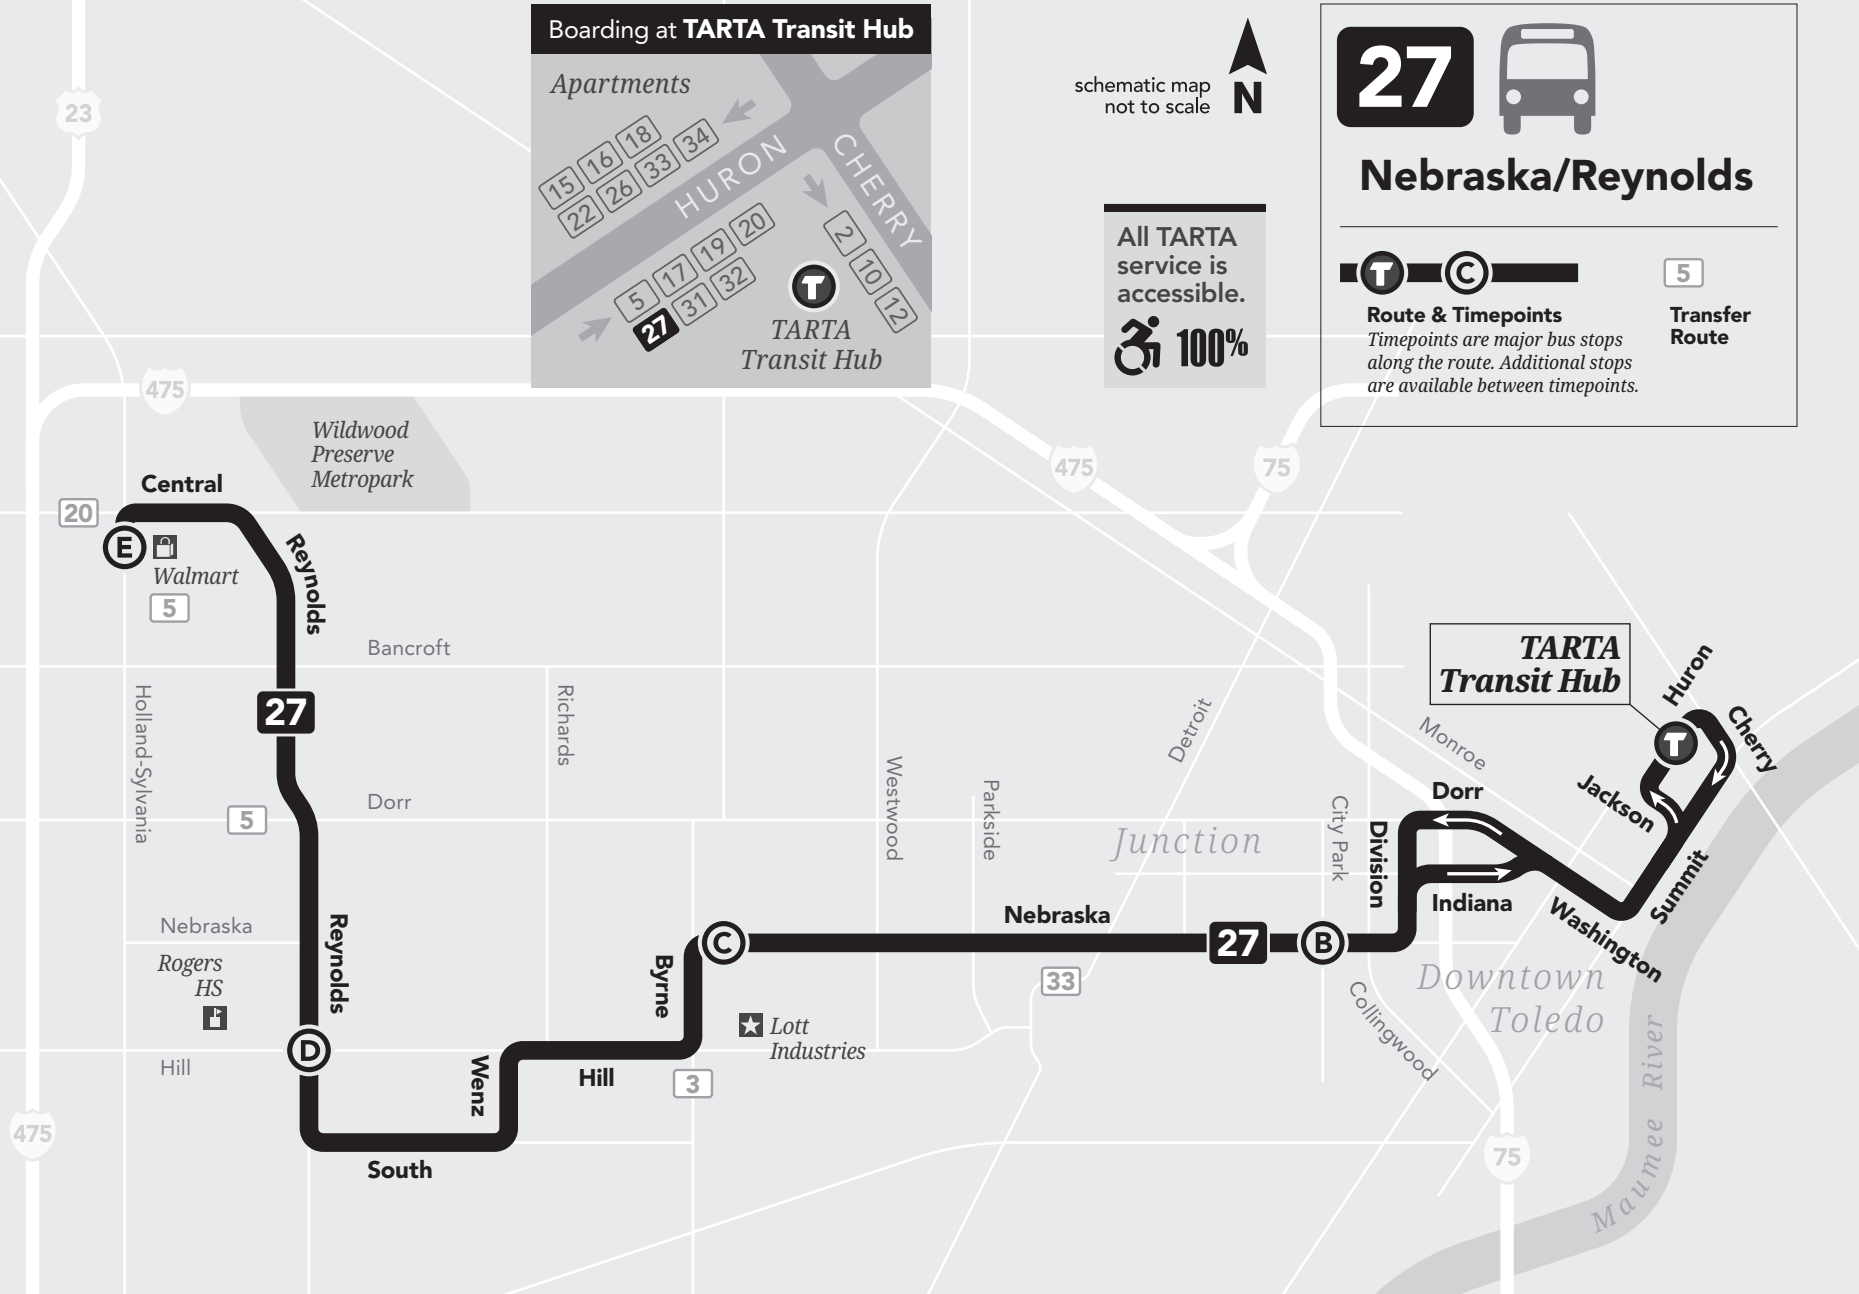 Boarding at TARTA Transit Hub
Apartments
15 16 18
22 26 33 34
HURON
CHERRY
5 17 19 20
27 31 32
2
10
12
T
TARTA
Transit Hub
schematic map
not to scale
N
All TARTA
service is
accessible.
100%
27
Nebraska/Reynolds
T C
5
Route & Timepoints
Timepoints are major bus stops
along the route. Additional stops
are available between timepoints.
Transfer
Route
23
475
Wildwood
Preserve
Metropark
475
75
Central
20
E
Walmart
5
Reynolds
Bancroft
27
Holland-Sylvania
Richards
Dorr
5
Westwood
Parkside
Detroit
Junction
City Park
Division
Monroe
Dorr
Indiana
TARTA
Transit Hub
T
Huron
Cherry
Jackson
Summit
Washington
Nebraska
Rogers
HS
Reynolds
D
Hill
Wenz
South
Hill
Byrne
C
3
Lott
Industries
Nebraska
33
27
B
Collingwood
Downtown
Toledo
Maumee River
475
75